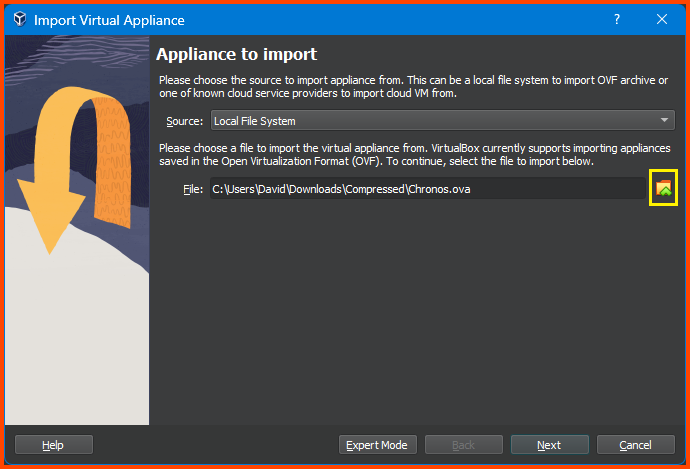 Import Virtual Appliance
?
Appliance to import
Please choose the source to import appliance from. This can be a local file system to import OVF archive or
one of known cloud service providers to import cloud VM from.
Source: Local File System
Please choose a file to import the virtual appliance from. VirtualBox currently supports importing appliances
saved in the Open Virtualization Format (OVF). To continue, select the file to import below.
File: C:\Users\David\Downloads\Compressed\Chronos.ova
Help Expert Mode Back Next Cancel